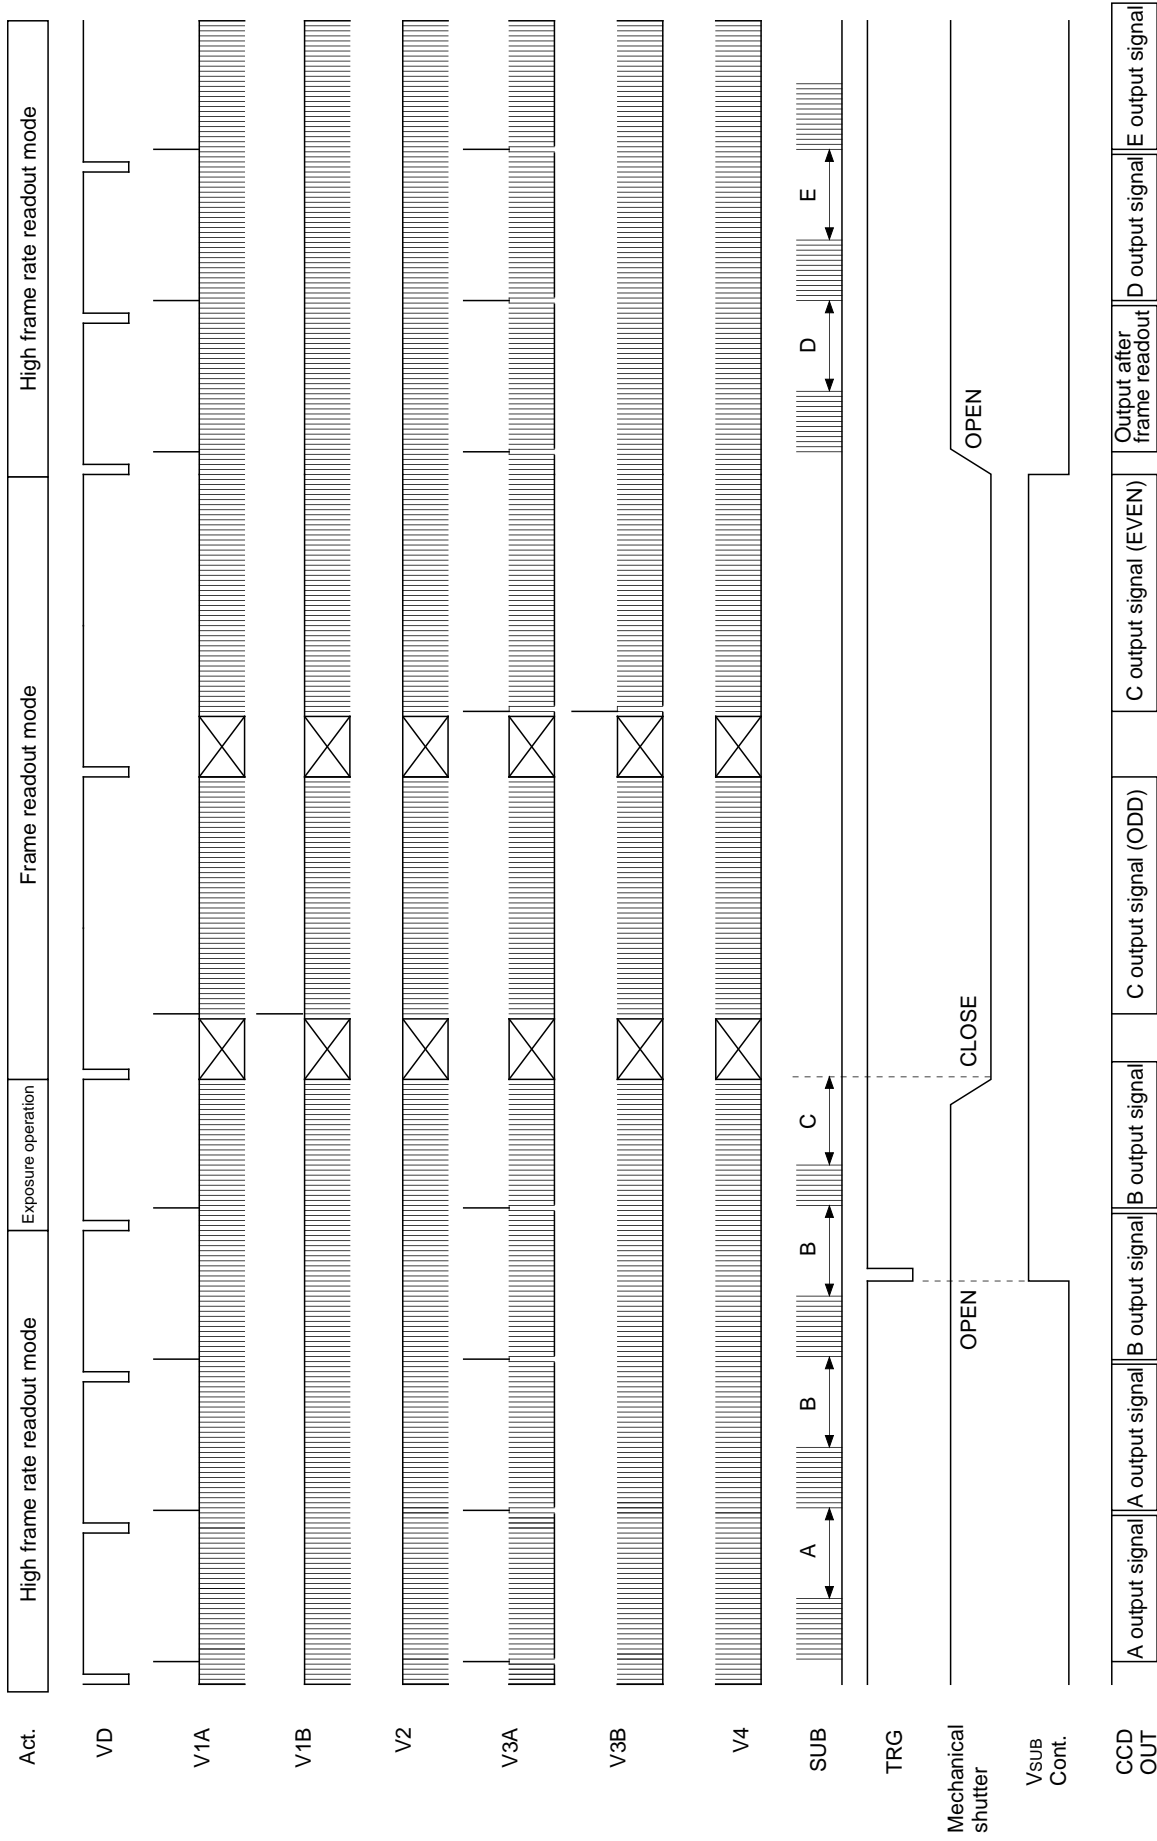 Act.
High frame rate readout mode
Exposure operation
Frame readout mode
High frame rate readout mode
VD
V1A
V1B
V2
V3A
V3B
V4
SUB
A
B
B
C
D
E
TRG
Mechanical
shutter
OPEN
CLOSE
OPEN
VSUB
Cont.
CCD
OUT
A output signal
A output signal
B output signal
B output signal
C output signal (ODD)
C output signal (EVEN)
Output after
frame readout
D output signal
E output signal